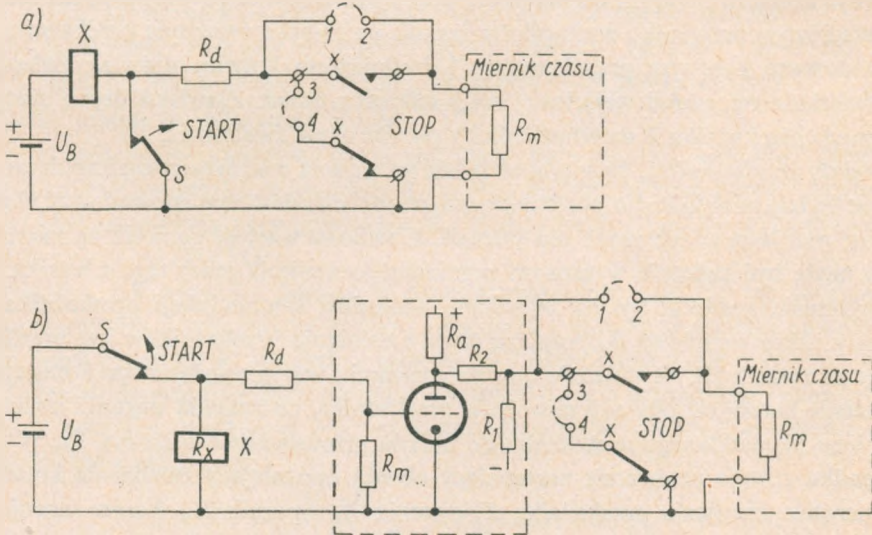 a)
X
R_d
1 2
x
3
4 x
STOP
Miernik czasu
R_m
+
-
U_B
START
S
b)
S
START
R_d
+
R_a
R_2
1 2
x
3
4 x
STOP
Miernik czasu
R_m
+
-
U_B
R_x X
R_m
R_1
-